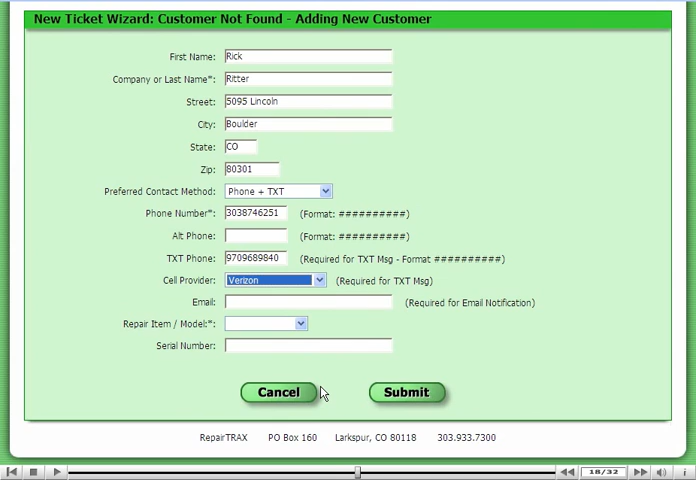 New Ticket Wizard: Customer Not Found - Adding New Customer
First Name: Rick
Company or Last Name*: Ritter
Street: 5095 Lincoln
City: Boulder
State: CO
Zip: 80301
Preferred Contact Method: Phone + TXT
Phone Number*: 3038746251 (Format: ##########)
Alt Phone: (Format: ##########)
TXT Phone: 9709689840 (Required for TXT Msg - Format ##########)
Cell Provider: Verizon (Required for TXT Msg)
Email: (Required for Email Notification)
Repair Item / Model:*:
Serial Number:
Cancel Submit
RepairTRAX PO Box 160 Larkspur, CO 80118 303.933.7300
18/32 i